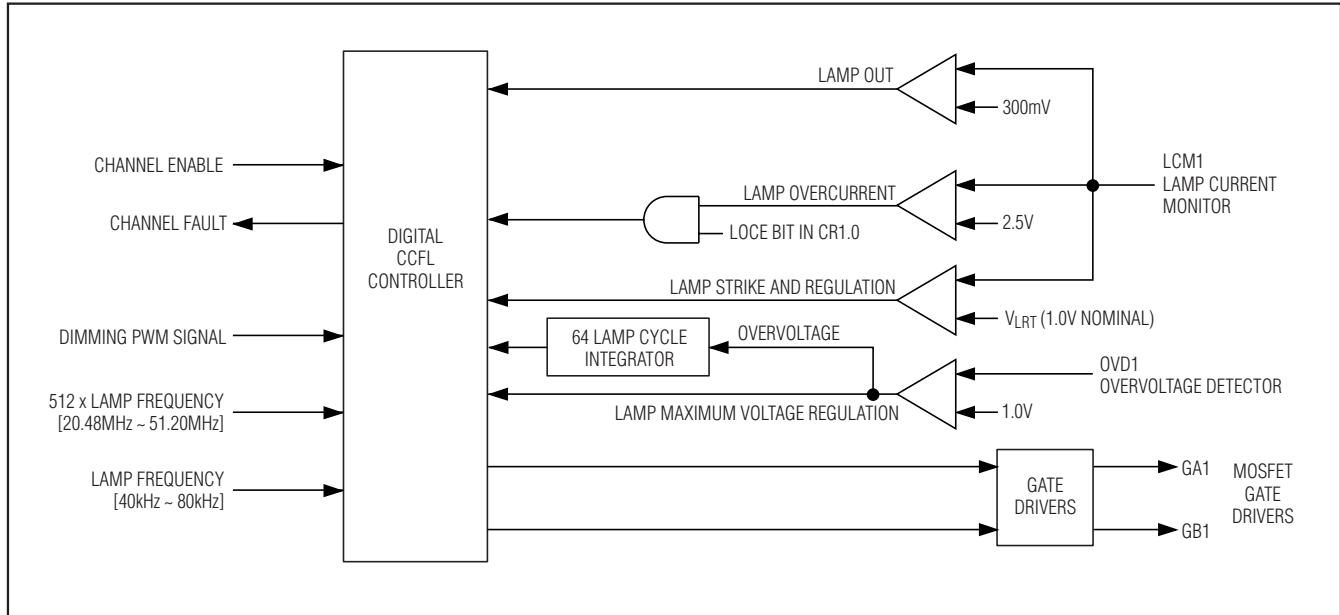 LAMP OUT
300mV
CHANNEL ENABLE
LCM1
LAMP CURRENT
MONITOR
LAMP OVERCURRENT
2.5V
LOCE BIT IN CR1.0
CHANNEL FAULT
DIGITAL
CCFL
CONTROLLER
LAMP STRIKE AND REGULATION
VLRT (1.0V NOMINAL)
DIMMING PWM SIGNAL
64 LAMP CYCLE
INTEGRATOR
OVERVOLTAGE
OVD1
OVERVOLTAGE DETECTOR
LAMP MAXIMUM VOLTAGE REGULATION
1.0V
512 x LAMP FREQUENCY
[20.48MHz ~ 51.20MHz]
LAMP FREQUENCY
[40kHz ~ 80kHz]
GATE
DRIVERS
GA1
GB1
MOSFET
GATE
DRIVERS